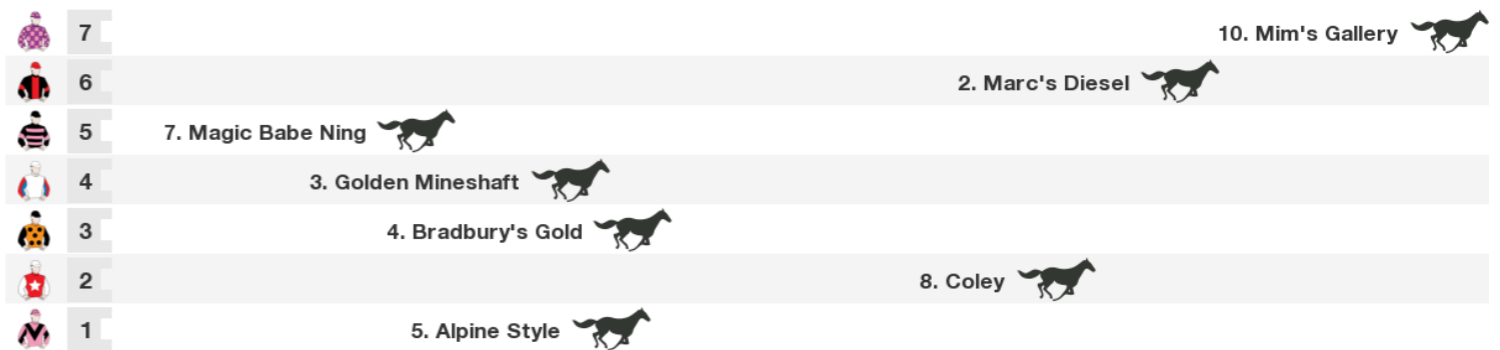 7 10. Mim's Gallery
6 2. Marc's Diesel
5 7. Magic Babe Ning
4 3. Golden Mineshaft
3 4. Bradbury's Gold
2 8. Coley
1 5. Alpine Style